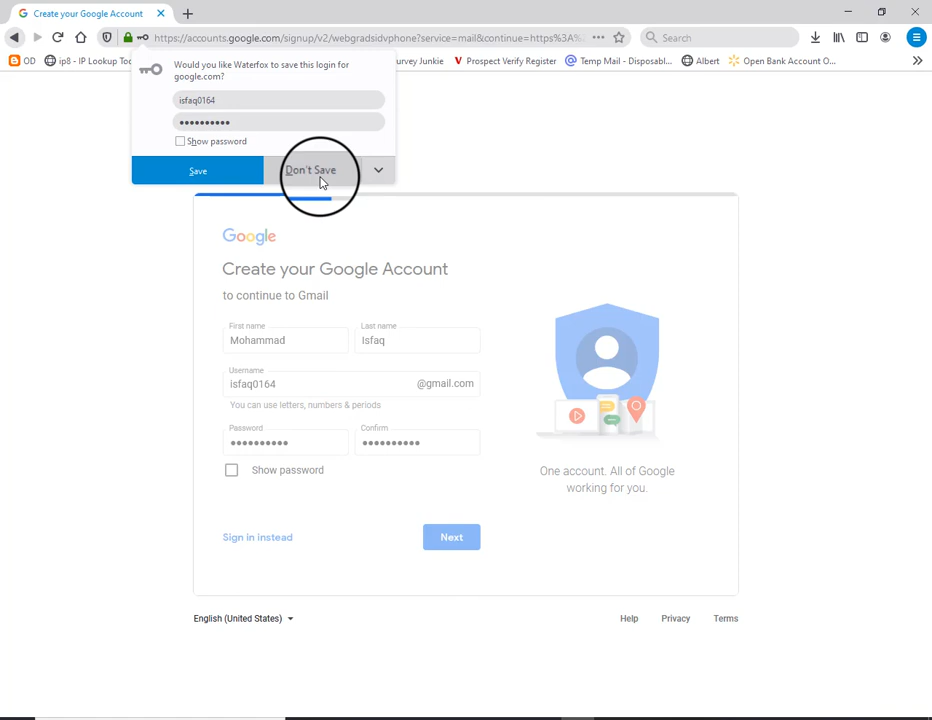 Create your Google Account
https://accounts.google.com/signup/v2/webgradsidvphone?service=mail&continue=https%3A%
Search
OD
ip8 - IP Lookup Too
urvey Junkie
Prospect Verify Register
Temp Mail - Disposabl...
Albert
Open Bank Account O...
Would you like Waterfox to save this login for
google.com?
isfaq0164
••••••••••
Show password
Save
Don't Save
Google
Create your Google Account
to continue to Gmail
First name
Mohammad
Last name
Isfaq
Username
isfaq0164
@gmail.com
You can use letters, numbers & periods
Password
••••••••••
Confirm
••••••••••
Show password
One account. All of Google
working for you.
Sign in instead
Next
English (United States)
Help
Privacy
Terms